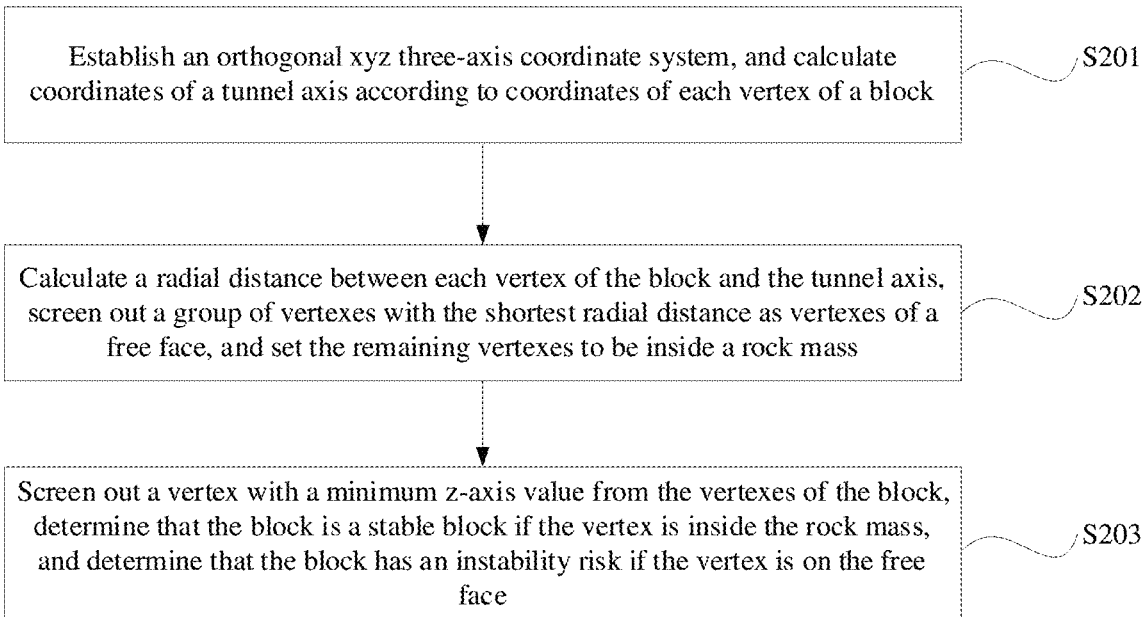 Establish an orthogonal xyz three-axis coordinate system, and calculate
coordinates of a tunnel axis according to coordinates of each vertex of a block
S201
Calculate a radial distance between each vertex of the block and the tunnel axis,
screen out a group of vertexes with the shortest radial distance as vertexes of a
free face, and set the remaining vertexes to be inside a rock mass
S202
Screen out a vertex with a minimum z-axis value from the vertexes of the block,
determine that the block is a stable block if the vertex is inside the rock mass,
and determine that the block has an instability risk if the vertex is on the free
face
S203